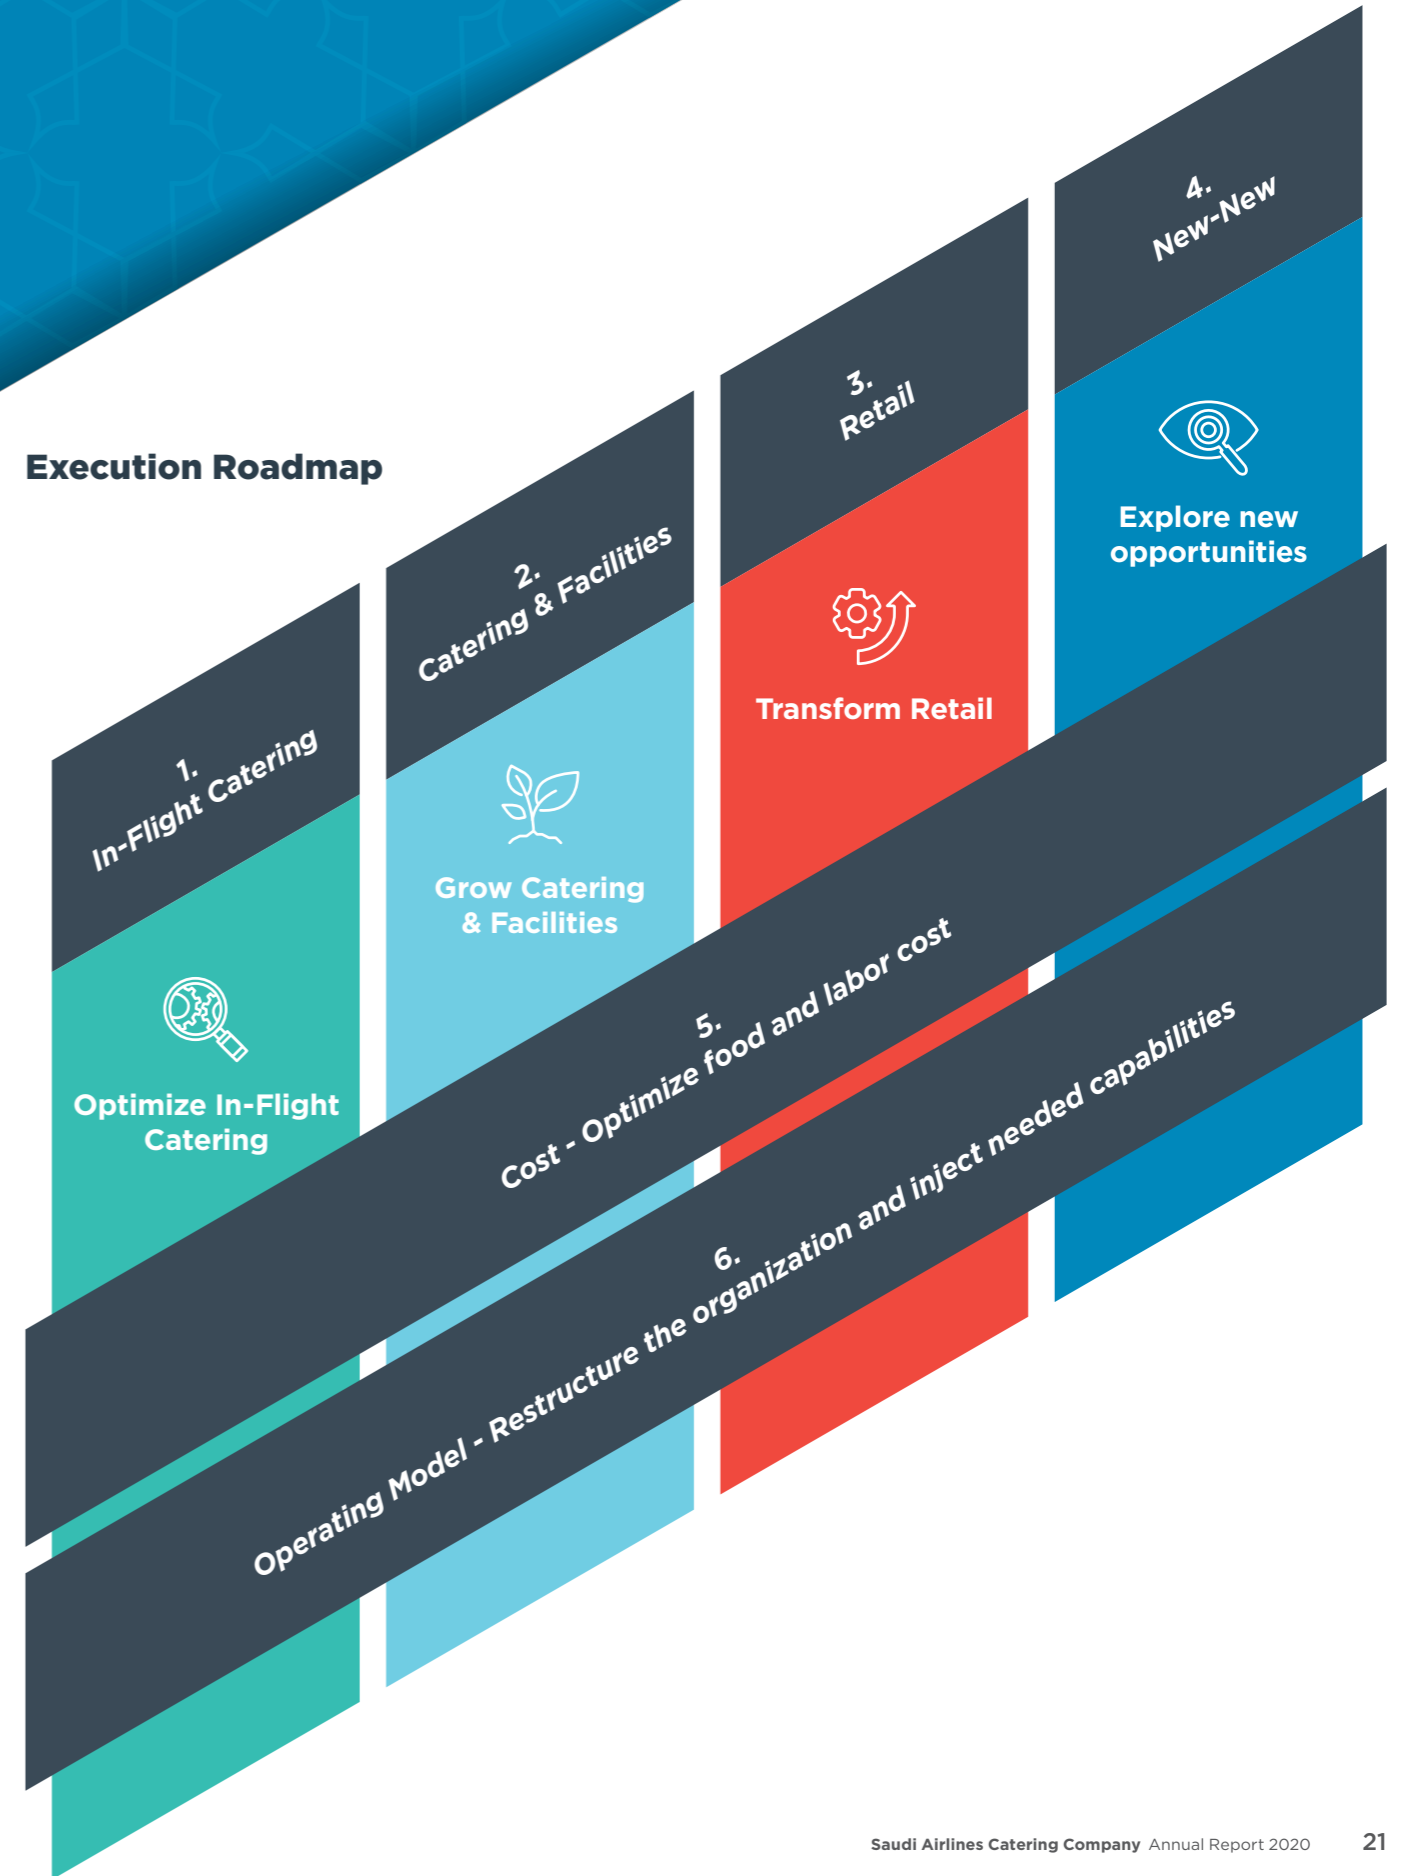 Execution Roadmap
1.
In-Flight Catering
Optimize In-Flight
Catering
2.
Catering & Facilities
Grow Catering
& Facilities
3.
Retail
Transform Retail
4.
New-New
Explore new
opportunities
5.
Cost - Optimize food and labor cost
6.
Operating Model - Restructure the organization and inject needed capabilities
Saudi Airlines Catering Company Annual Report 2020 21